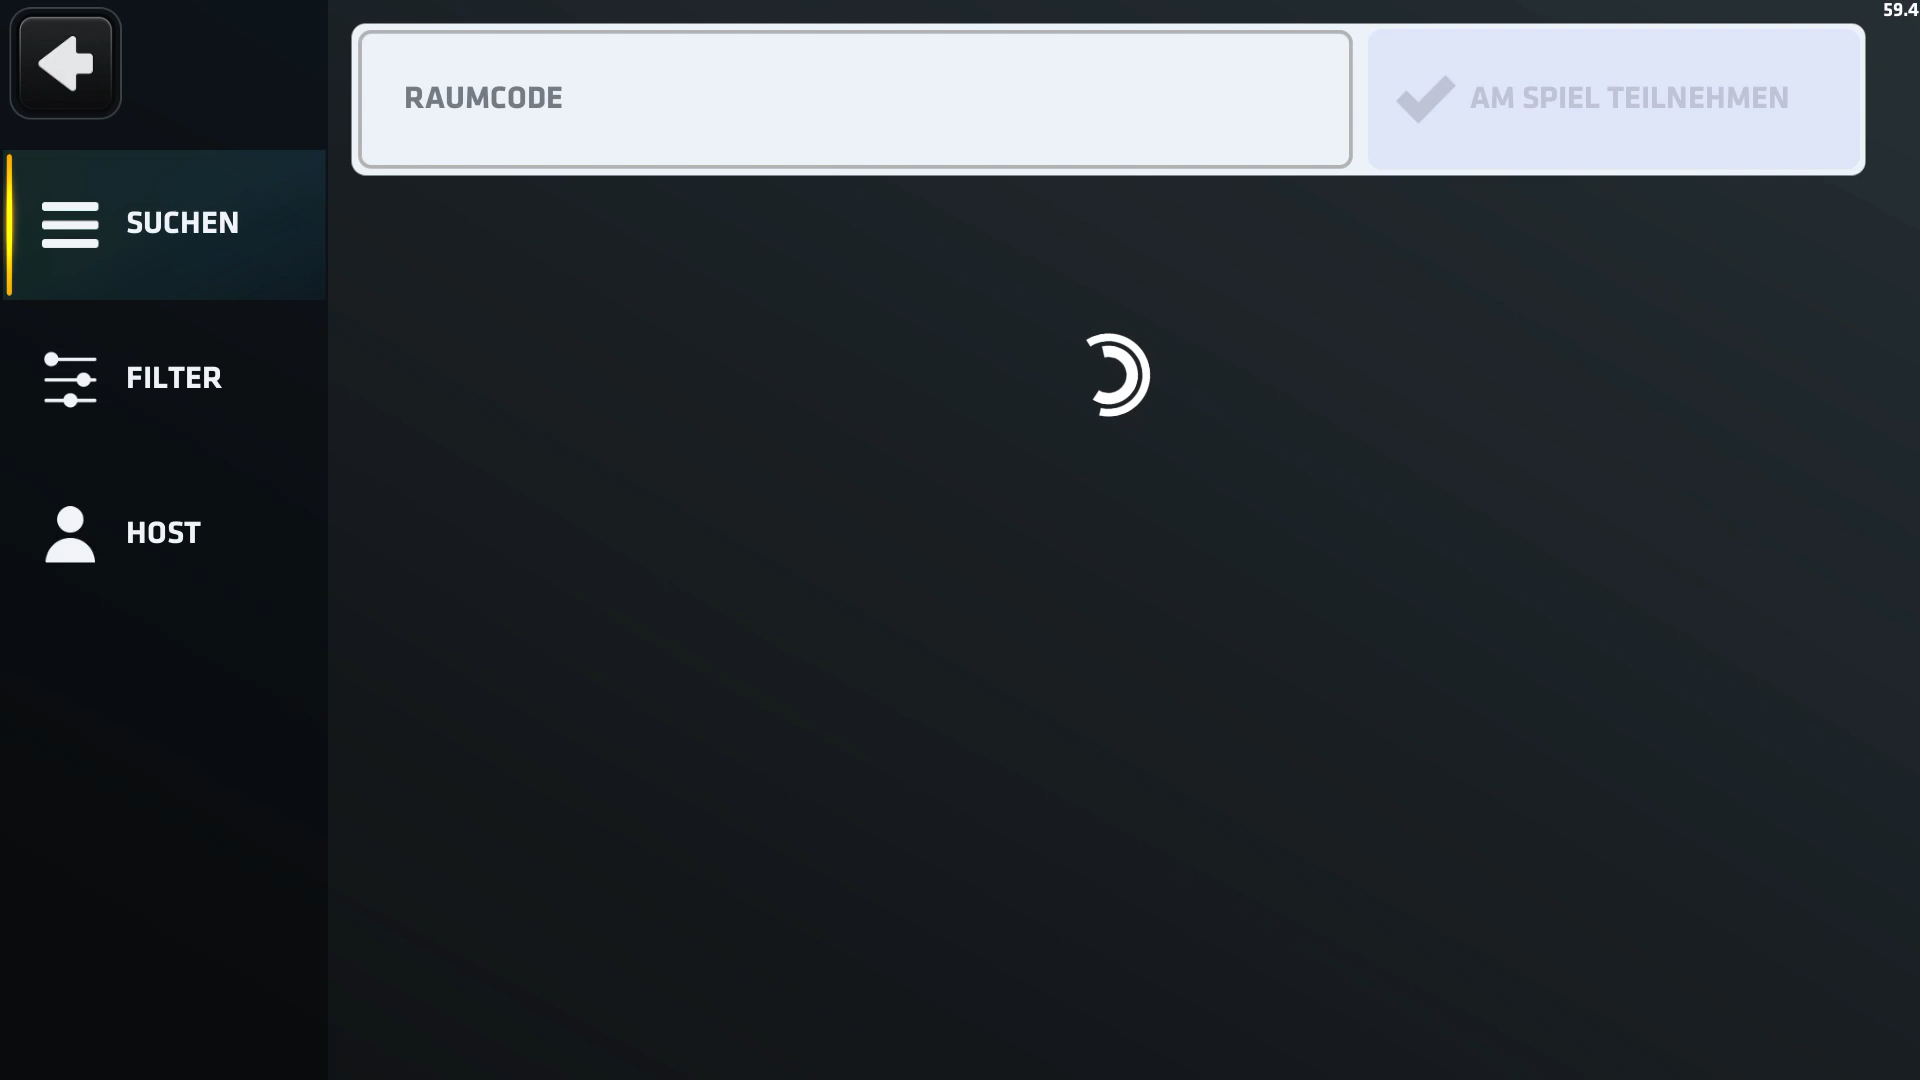 59.4
RAUMCODE
AM SPIEL TEILNEHMEN
SUCHEN
FILTER
HOST